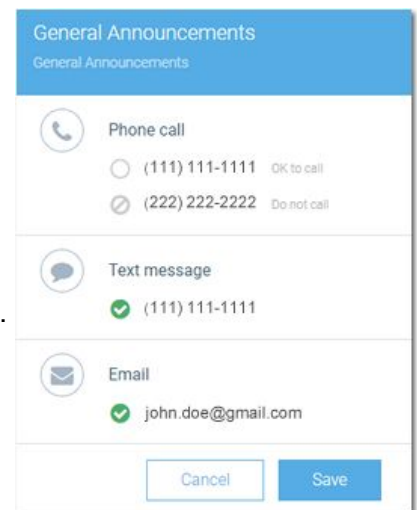 General Announcements
General Announcements
Phone call
(111) 111-1111 OK to call
(222) 222-2222 Do not call
Text message
(111) 111-1111
.
Email
john.doe@gmail.com
Cancel Save